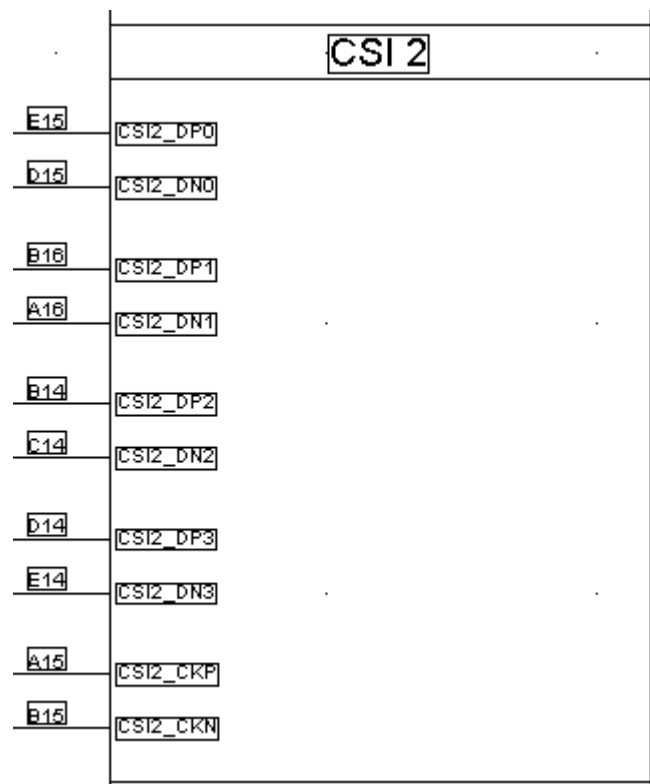 CSI 2
E15
CSI2_DP0
D15
CSI2_DN0
B16
CSI2_DP1
A16
CSI2_DN1
B14
CSI2_DP2
C14
CSI2_DN2
D14
CSI2_DP3
E14
CSI2_DN3
A15
CSI2_CKP
B15
CSI2_CKN